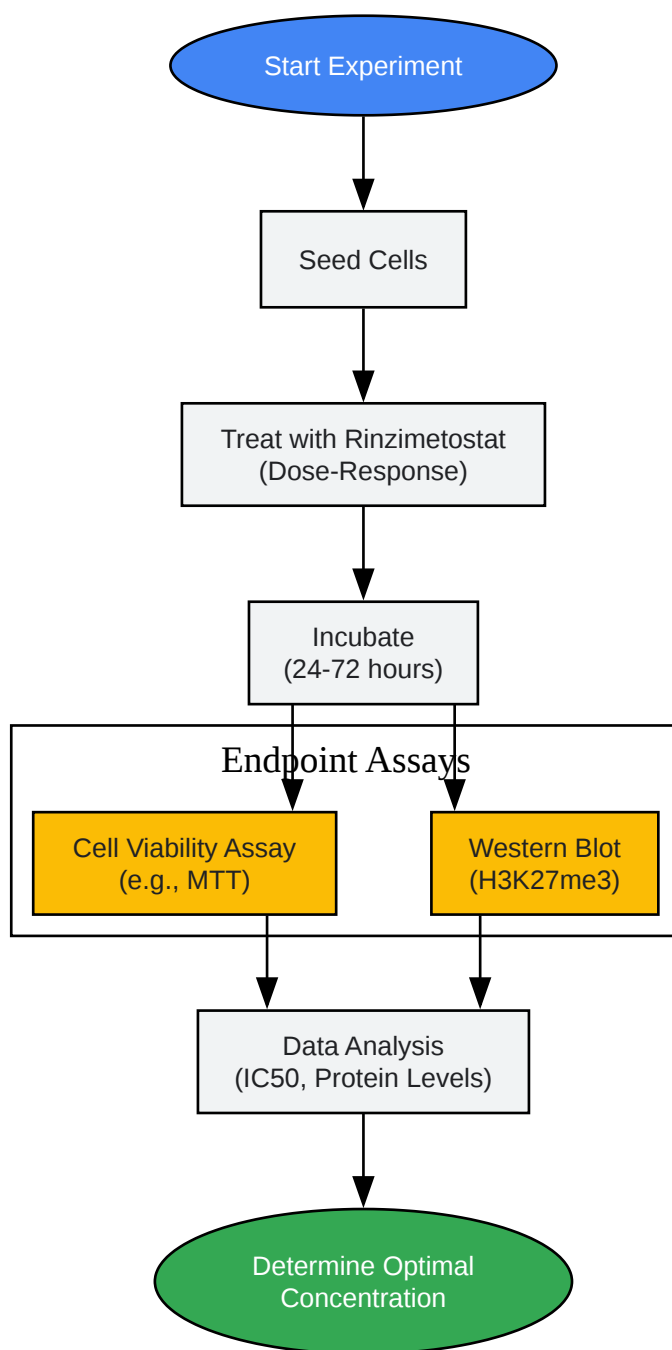 Start Experiment
Seed Cells
Treat with Rinzimetostat
(Dose-Response)
Incubate
(24-72 hours)
Endpoint Assays
Cell Viability Assay
(e.g., MTT)
Western Blot
(H3K27me3)
Data Analysis
(IC50, Protein Levels)
Determine Optimal
Concentration